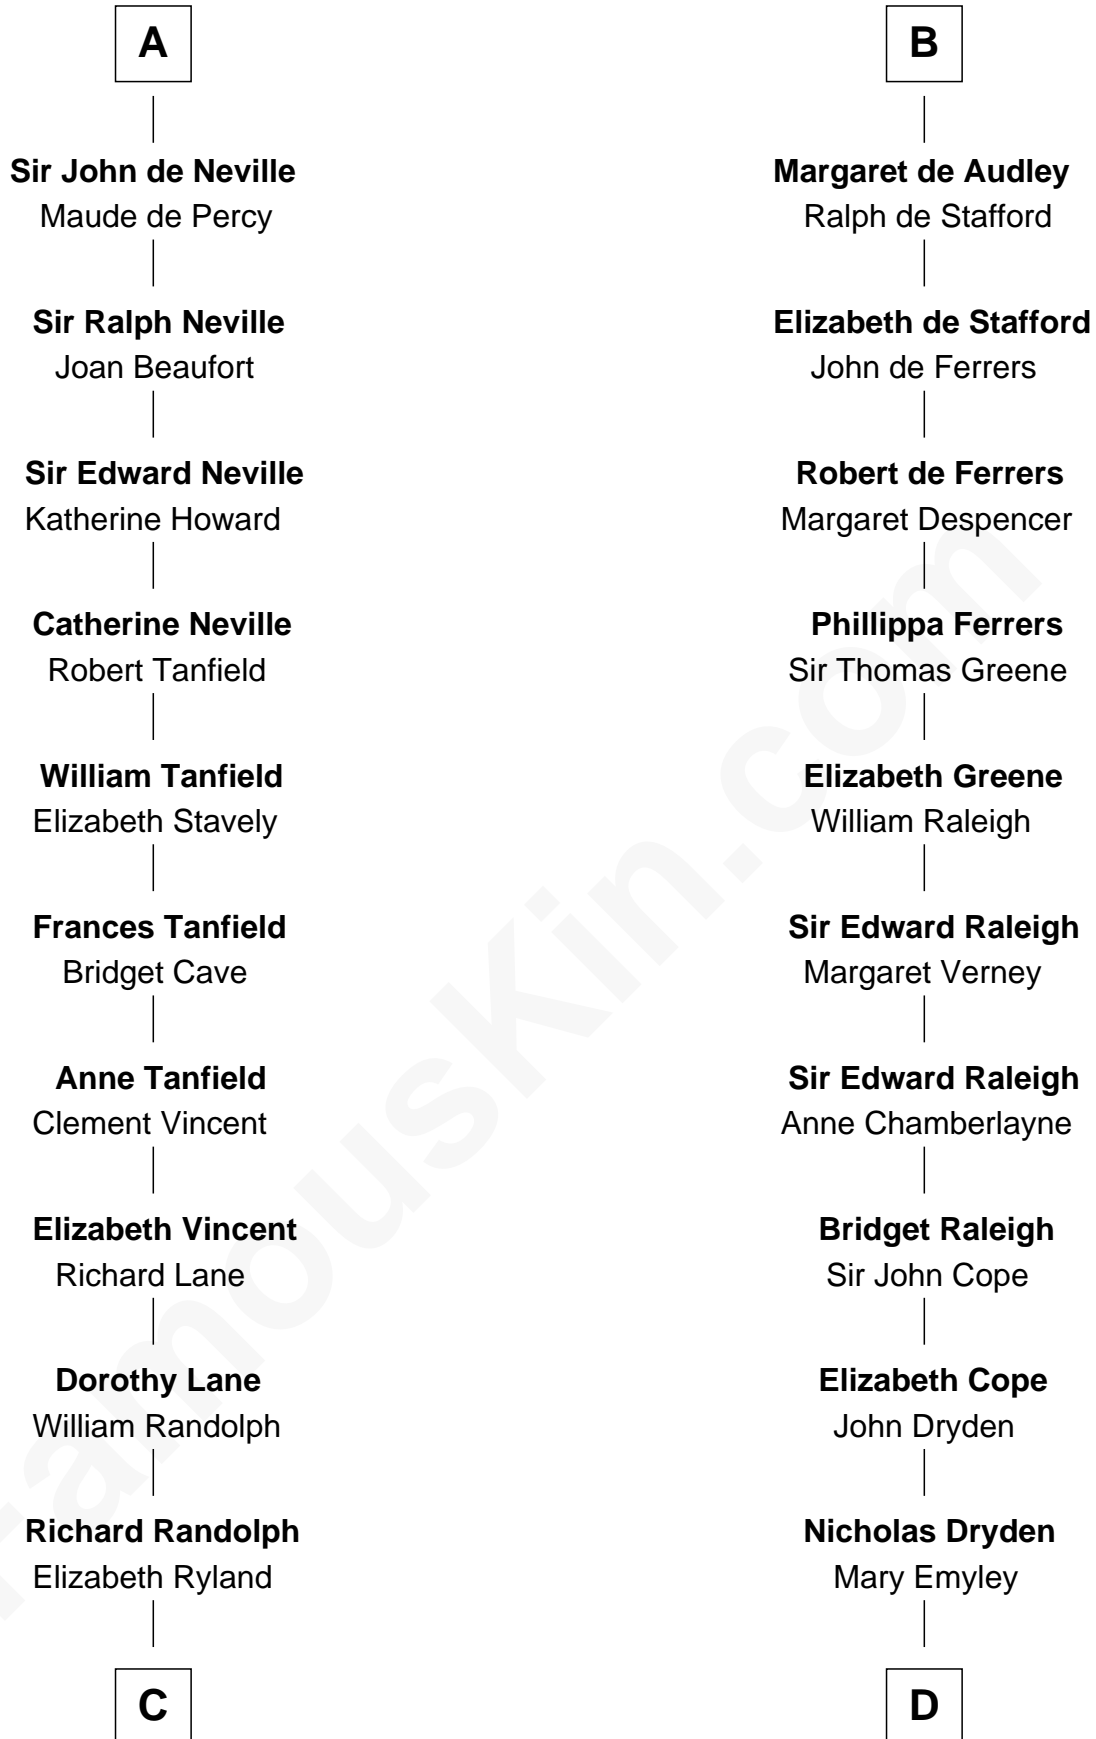 A
Sir John de Neville
Maude de Percy
Sir Ralph Neville
Joan Beaufort
Sir Edward Neville
Katherine Howard
Catherine Neville
Robert Tanfield
William Tanfield
Elizabeth Stavely
Frances Tanfield
Bridget Cave
Anne Tanfield
Clement Vincent
Elizabeth Vincent
Richard Lane
Dorothy Lane
William Randolph
Richard Randolph
Elizabeth Ryland
C
B
Margaret de Audley
Ralph de Stafford
Elizabeth de Stafford
John de Ferrers
Robert de Ferrers
Margaret Despencer
Phillippa Ferrers
Sir Thomas Greene
Elizabeth Greene
William Raleigh
Sir Edward Raleigh
Margaret Verney
Sir Edward Raleigh
Anne Chamberlayne
Bridget Raleigh
Sir John Cope
Elizabeth Cope
John Dryden
Nicholas Dryden
Mary Emyley
D
FamousKin.com